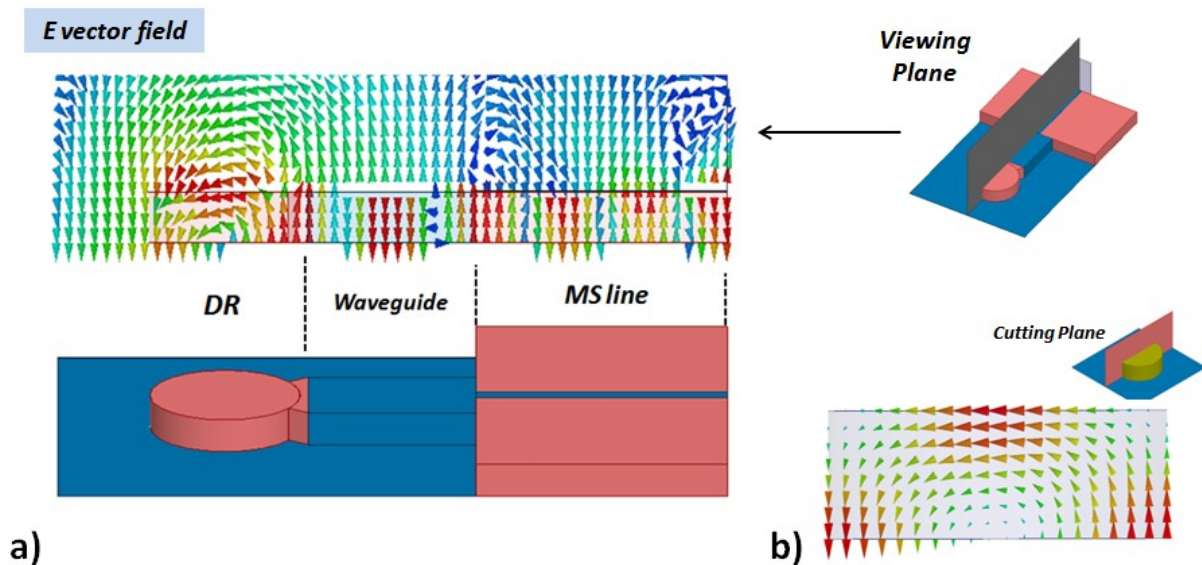 E vector field
Viewing
Plane
DR
Waveguide
MS line
Cutting Plane
a)
b)